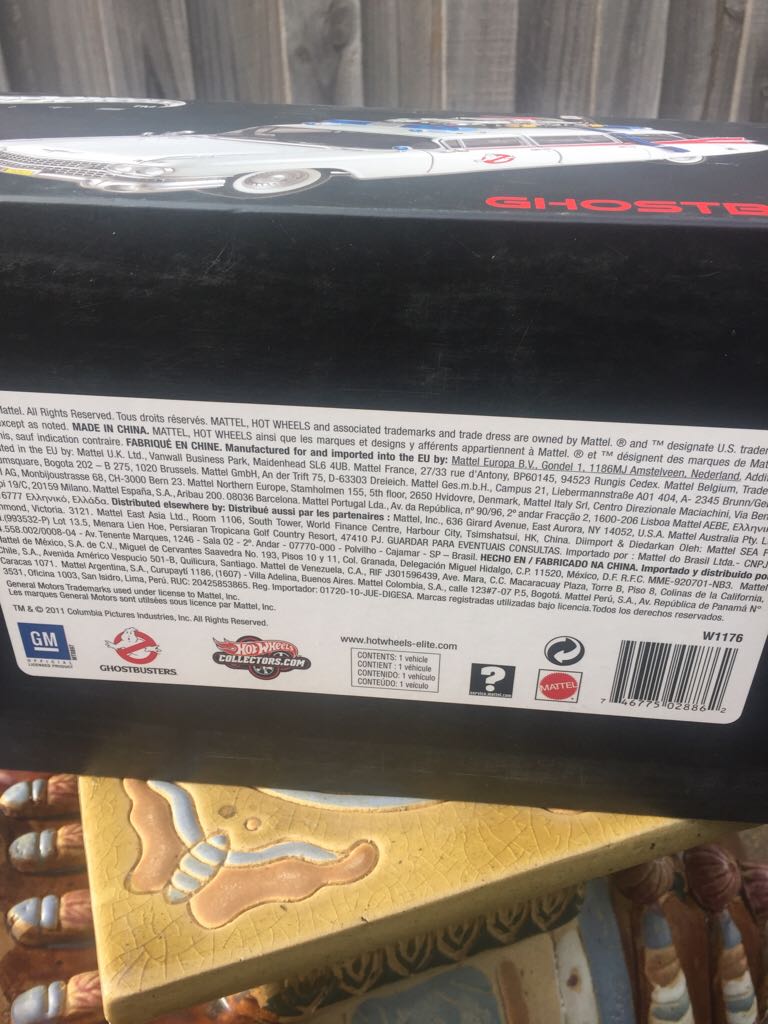 GHOSTB
Mattel. All Rights Reserved. Tous droits réservés. MATTEL, HOT WHEELS and associated trademarks and trade dress are owned by Mattel. ® and ™ designate U.S.
except as noted. MADE IN CHINA. MATTEL, HOT WHEELS ainsi que les marques et designs y afférents appartiennent à Mattel. ® et ™ désignent des marques de
sauf indication contraire. FABRIQUÉ EN CHINE. Manufactured for and imported into the EU by: Mattel Europa B.V., Gondel 1, 1186MJ Amstelveen, Nederland.
in the EU by: Mattel U.K. Ltd., Vanwall Business Park, Maidenhead SL6 4UB. Mattel France, 27/33 rue d'Antony, BP60145, 94523 Rungis Cedex. Mattel Belgium,
Bogota 202 – B 275, 1020 Brussels. Mattel GmbH, An der Trift 75, D-63303 Dreieich. Mattel Ges.m.b.H., Campus 21, Liebermannstraße A01 404, A- 2345
AG, Monbijoustrasse 68, CH-3000 Bern 23. Mattel Northern Europe, Stamholmen 155, 5th floor, 2650 Hvidovre, Denmark. Mattel Italy Srl, Centro Direzionale Maciachini, Via
19/C, 20159 Milano. Mattel España, S.A., Aribau 200. 08036 Barcelona. Mattel Portugal Lda., Av. da República, nº 90/96, 2º andar Fracção 2, 1600-206 Lisboa Mattel AEBE,
6777 Ελληνικό, Ελλάδα. Distributed elsewhere by: Distribué aussi par les partenaires : Mattel, Inc., 636 Girard Avenue, East Aurora, NY 14052, U.S.A. Mattel Australia Pty.
Victoria. 3121. Mattel East Asia Ltd., Room 1106, South Tower, World Finance Centre, Harbour City, Tsimshatsui, HK, China. Diimport & Diedarkan Oleh: Mattel SEA
(993532-P) Lot 13.5, Menara Lien Hoe, Persiaran Tropicana Golf Country Resort, 47410 PJ. GUARDAR PARA EVENTUAIS CONSULTAS. Importado por : Mattel do Brasil Ltda.- CNPJ
- Av. Tenente Marques, 1246 - Sala 02 - 2º. Andar - 07770-000 - Polvilho - Cajamar - SP – Brasil. HECHO EN / FABRICADO NA CHINA. Importado y distribuido
de México, S.A. de C.V., Miguel de Cervantes Saavedra No. 193, Pisos 10 y 11, Col. Granada, Delegación Miguel Hidalgo, C.P. 11520, México, D.F. R.F.C. MME-920701-NB3. Mattel
Chile, S.A., Avenida Américo Vespucio 501-B, Quilicura, Santiago. Mattel de Venezuela, C.A., RIF J301596439, Ave. Mara, C.C. Macaracuy Plaza, Torre B, Piso 8, Colinas de la California,
Caracas 1071. Mattel Argentina, S.A., Curupaytí 1186, (1607) - Villa Adelina, Buenos Aires. Mattel Colombia, S.A., calle 123#7-07 P.5, Bogotá. Mattel Perú, S.A., Av. República de Panamá N°
3531, Oficina 1003, San Isidro, Lima, Perú, RUC: 20425853865. Reg. Importador: 01720-10-JUE-DIGESA. Marcas registradas utilizadas bajo licencia.Todos los derechos reservados.
General Motors Trademarks used under license to Mattel, Inc.
Les marques General Motors sont utilisées sous licence par Mattel, Inc.
TM & © 2011 Columbia Pictures Industries, Inc. All Rights Reserved.
W1176
GM
OFFICIAL
LICENSED PRODUCT
GHOSTBUSTERS
HOT WHEELS
COLLECTORS.COM
www.hotwheels-elite.com
CONTENTS: 1 vehicle
CONTIENT : 1 véhicule
CONTENIDO: 1 vehículo
CONTEÚDO: 1 veículo
?
service.mattel.com
MATTEL
7 46775 02886 2